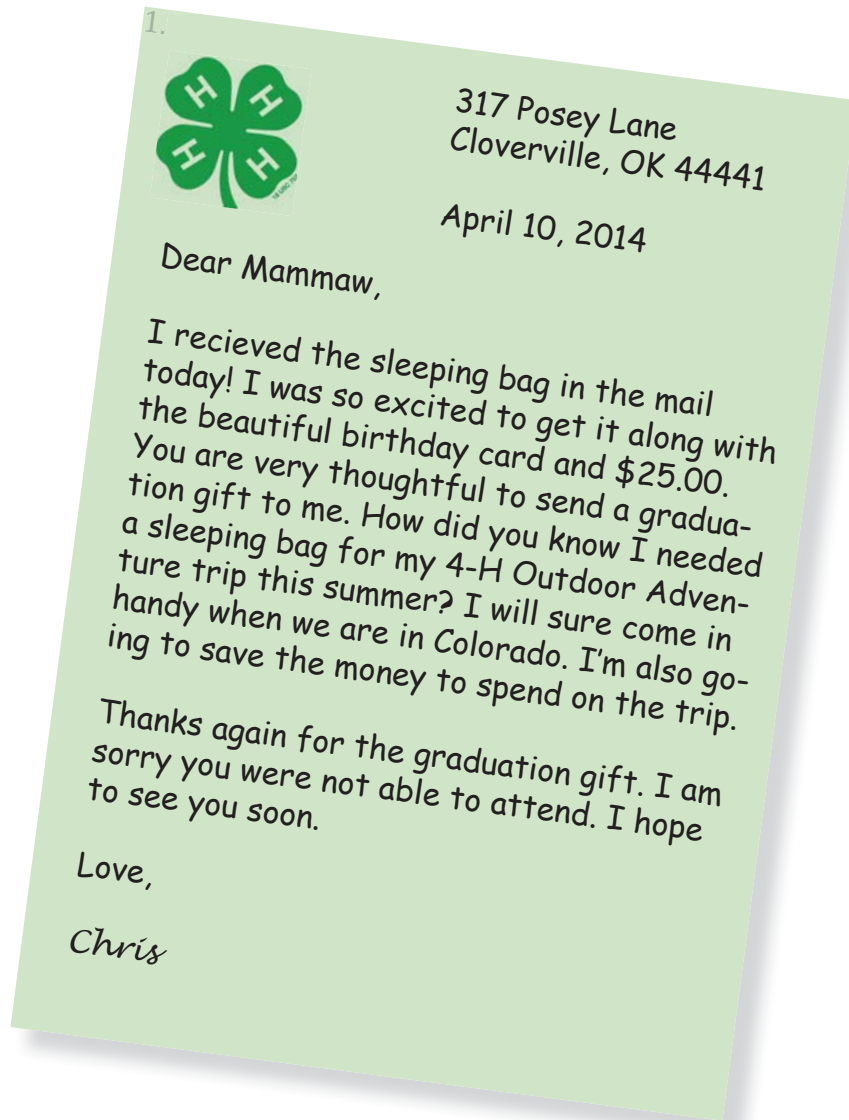 1.
H H
H H
18 USC 707
317 Posey Lane
Cloverville, OK 44441
April 10, 2014
Dear Mammaw,
I recieved the sleeping bag in the mail
today! I was so excited to get it along with
the beautiful birthday card and $25.00.
You are very thoughtful to send a gradua-
tion gift to me. How did you know I needed
a sleeping bag for my 4-H Outdoor Adven-
ture trip this summer? I will sure come in
handy when we are in Colorado. I'm also go-
ing to save the money to spend on the trip.
Thanks again for the graduation gift. I am
sorry you were not able to attend. I hope
to see you soon.
Love,
Chris